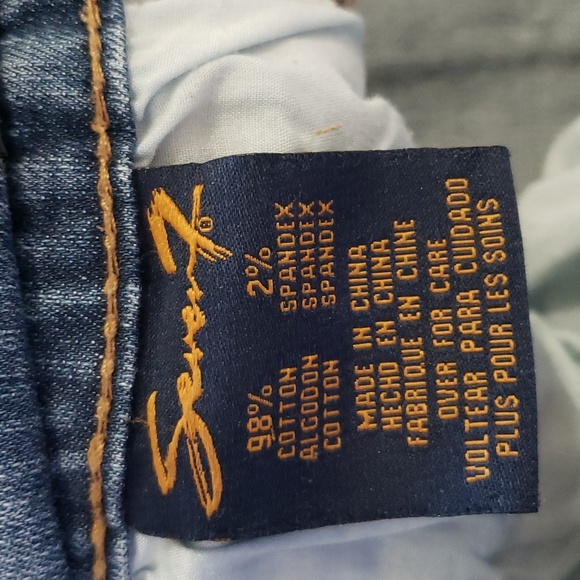 Seven7
98% 2%
COTTON SPANDEX
ALGODON SPANDEX
COTTON SPANDEX
MADE IN CHINA
HECHO EN CHINA
FABRIQUE EN CHINE
OVER FOR CARE
VOLTEAR PARA CUIDADO
PLUS POUR LES SOINS